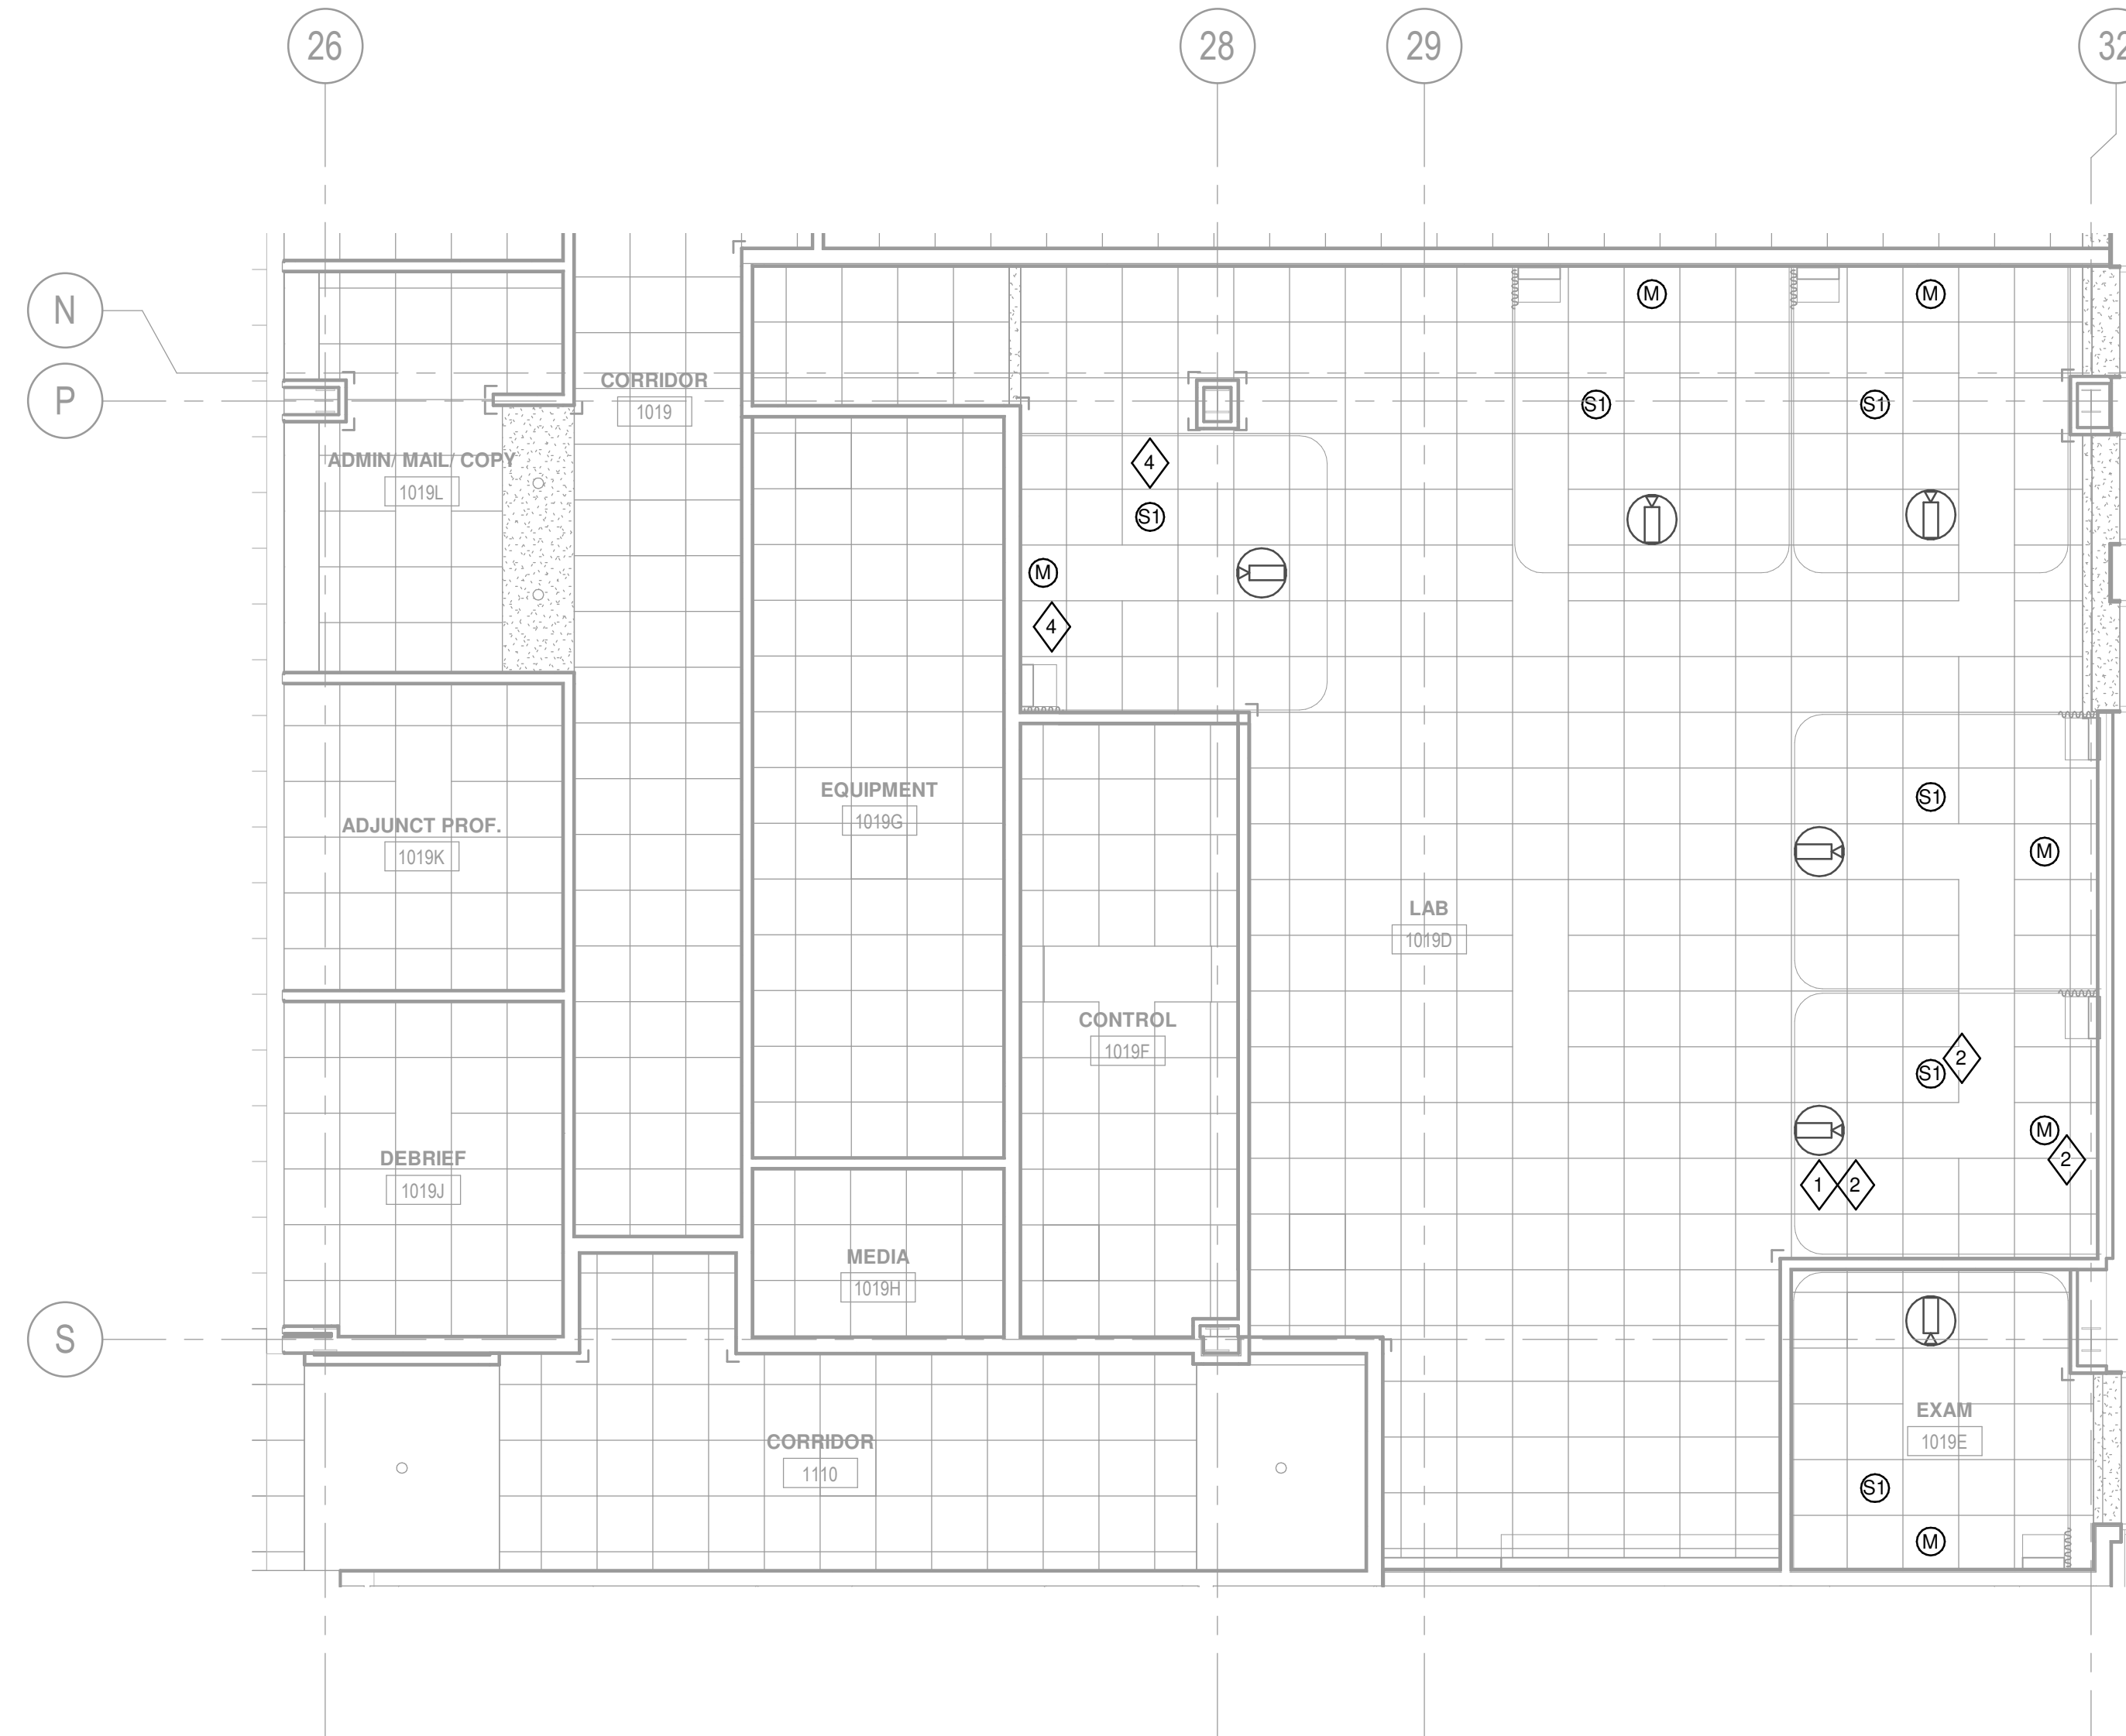 26
28
29
32
N
P
S
M
M
CORRIDOR
1019
S1
S1
ADMIN/ MAIL/ COPY
1019L
4
S1
M
4
EQUIPMENT
1019G
S1
ADJUNCT PROF.
1019K
M
LAB
1019D
CONTROL
1019F
S1
2
M
2
DEBRIEF
1019J
1
2
MEDIA
1019H
EXAM
1019E
CORRIDOR
1110
S1
M